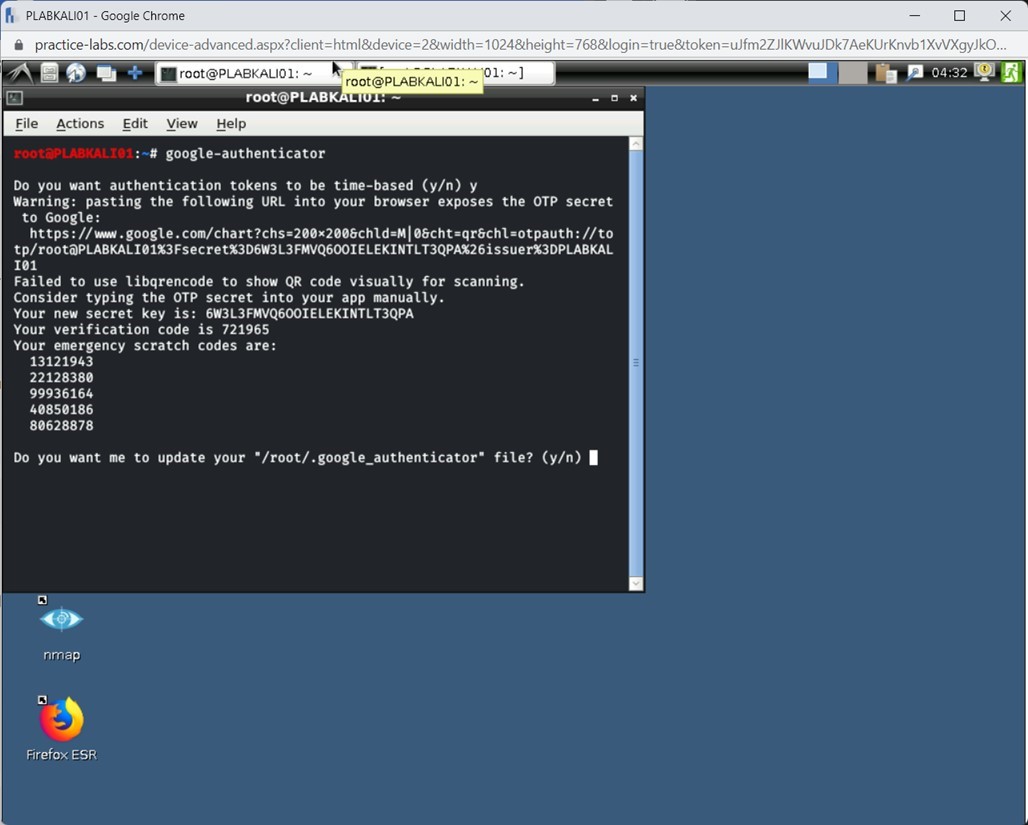 PLABKALI01 - Google Chrome
practice-labs.com/device-advanced.aspx?client=html&device=2&width=1024&height=768&login=true&token=uJfm2ZJlKWvuJDk7AeKUrKnvb1XvVXgyJkO...
root@PLABKALI01: ~
01: ~]
04:32
root@PLABKALI01: ~
root@PLABKALI01: ~
File Actions Edit View Help
root@PLABKALI01:~# google-authenticator
Do you want authentication tokens to be time-based (y/n) y
Warning: pasting the following URL into your browser exposes the OTP secret
to Google:
https://www.google.com/chart?chs=200×200&chld=M|0&cht=qr&chl=otpauth://to
tp/root@PLABKALI01%3Fsecret%3D6W3L3FMVQ6OOIELEKINTLT3QPA%26issuer%3DPLABKAL
I01
Failed to use libqrencode to show QR code visually for scanning.
Consider typing the OTP secret into your app manually.
Your new secret key is: 6W3L3FMVQ6OOIELEKINTLT3QPA
Your verification code is 721965
Your emergency scratch codes are:
13121943
22128380
99936164
40850186
80628878
Do you want me to update your "/root/.google_authenticator" file? (y/n)
nmap
Firefox ESR